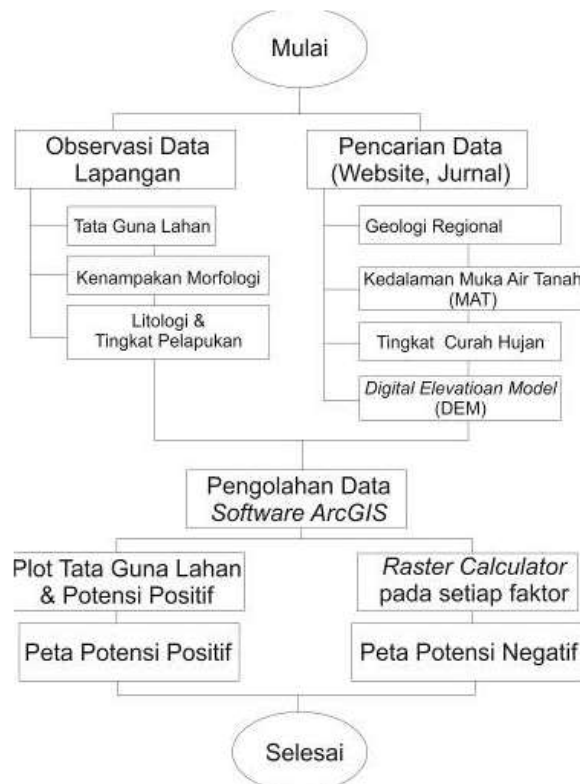 Mulai
Observasi Data
Lapangan
Tata Guna Lahan
Kenampakan Morfologi
Litologi &
Tingkat Pelapukan
Pencarian Data
(Website, Jurnal)
Geologi Regional
Kedalaman Muka Air Tanah
(MAT)
Tingkat Curah Hujan
Digital Elevatioan Model
(DEM)
Pengolahan Data
Software ArcGIS
Plot Tata Guna Lahan
& Potensi Positif
Peta Potensi Positif
Raster Calculator
pada setiap faktor
Peta Potensi Negatif
Selesai